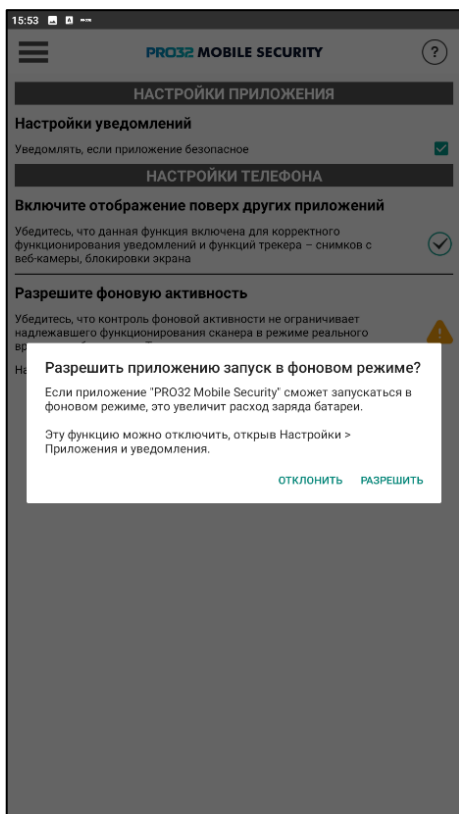 15:53
PRO32 MOBILE SECURITY
?
НАСТРОЙКИ ПРИЛОЖЕНИЯ
Настройки уведомлений
Уведомлять, если приложение безопасное
НАСТРОЙКИ ТЕЛЕФОНА
Включите отображение поверх других приложений
Убедитесь, что данная функция включена для корректного
функционирования уведомлений и функций трекера – снимков с
веб-камеры, блокировки экрана
Разрешите фоновую активность
Убедитесь, что контроль фоновой активности не ограничивает
надлежавшего функционирования сканера в режиме реального
Разрешить приложению запуск в фоновом режиме?
Если приложение "PRO32 Mobile Security" сможет запускаться в
фоновом режиме, это увеличит расход заряда батареи.
Эту функцию можно отключить, открыв Настройки >
Приложения и уведомления.
ОТКЛОНИТЬ РАЗРЕШИТЬ